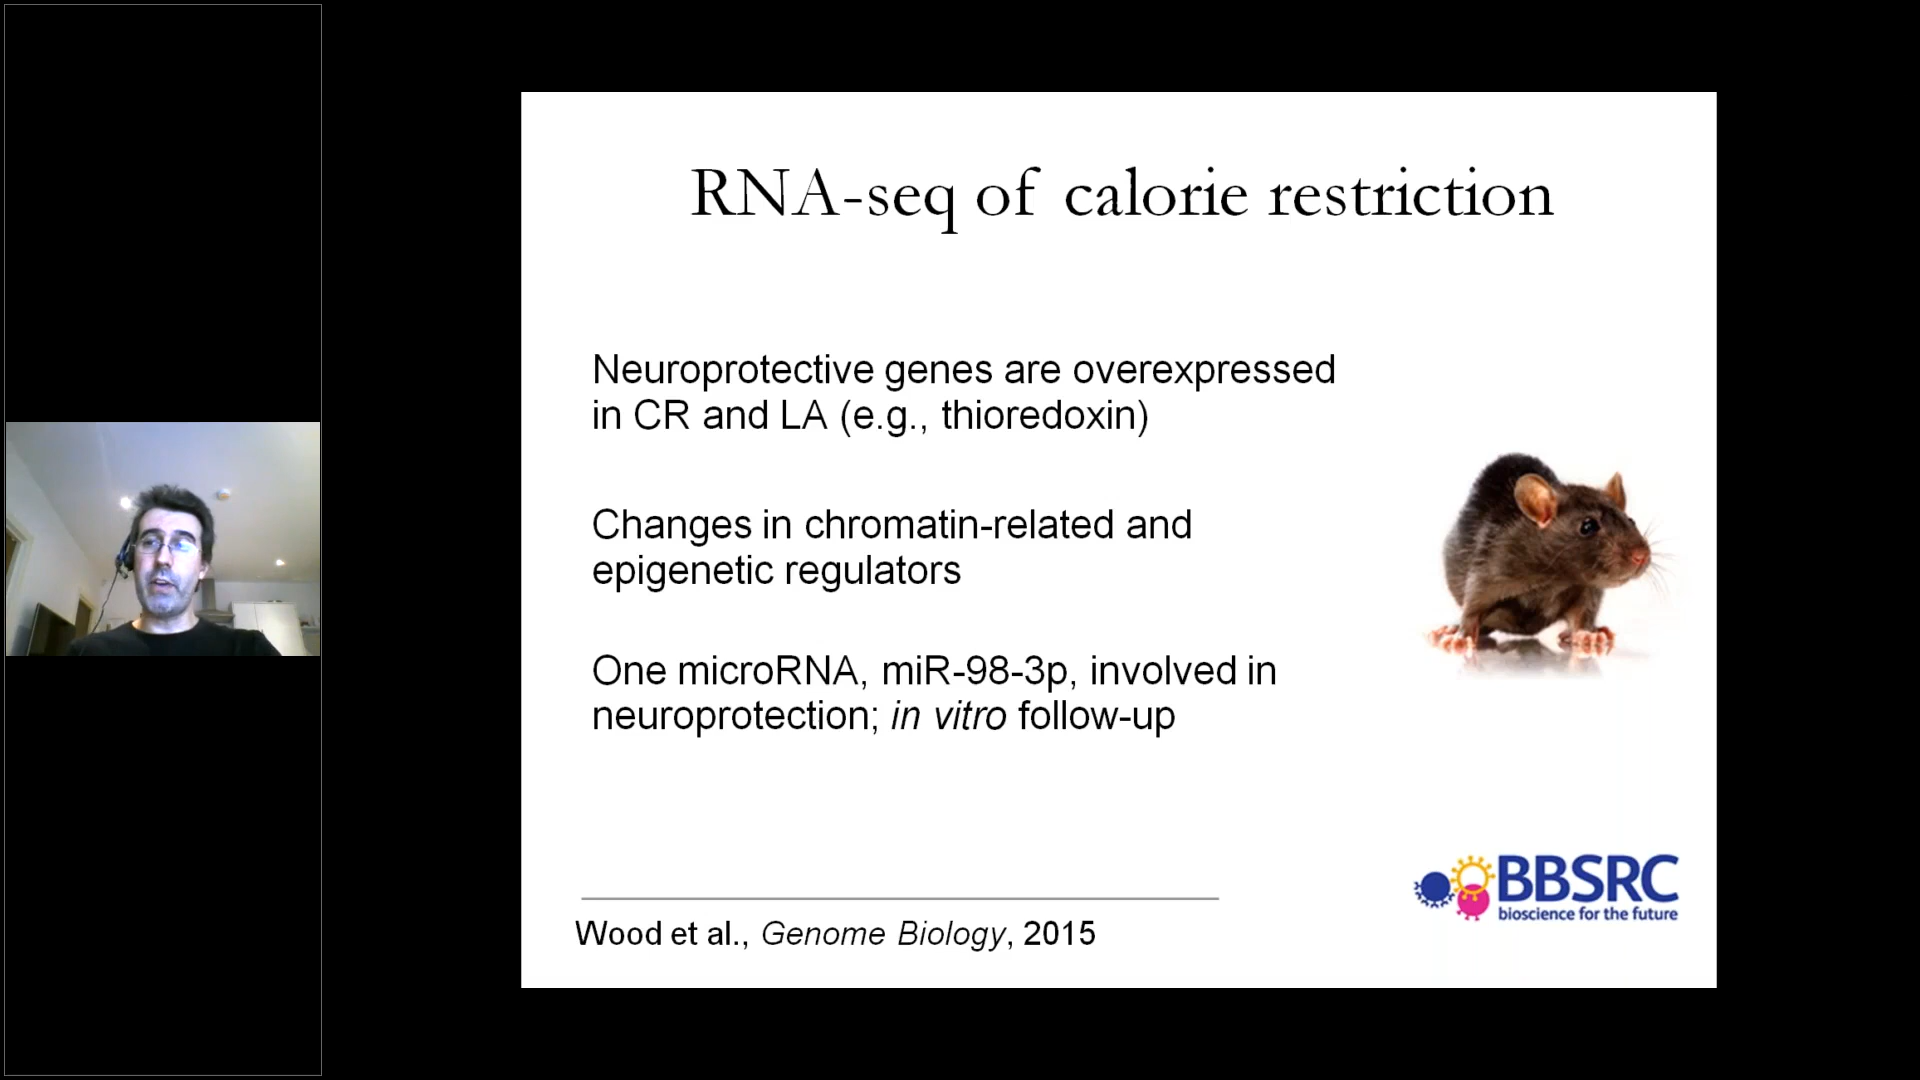 RNA-seq of calorie restriction
Neuroprotective genes are overexpressed
in CR and LA (e.g., thioredoxin)
Changes in chromatin-related and
epigenetic regulators
One microRNA, miR-98-3p, involved in
neuroprotection; in vitro follow-up
BBSRC
bioscience for the future
Wood et al., Genome Biology, 2015